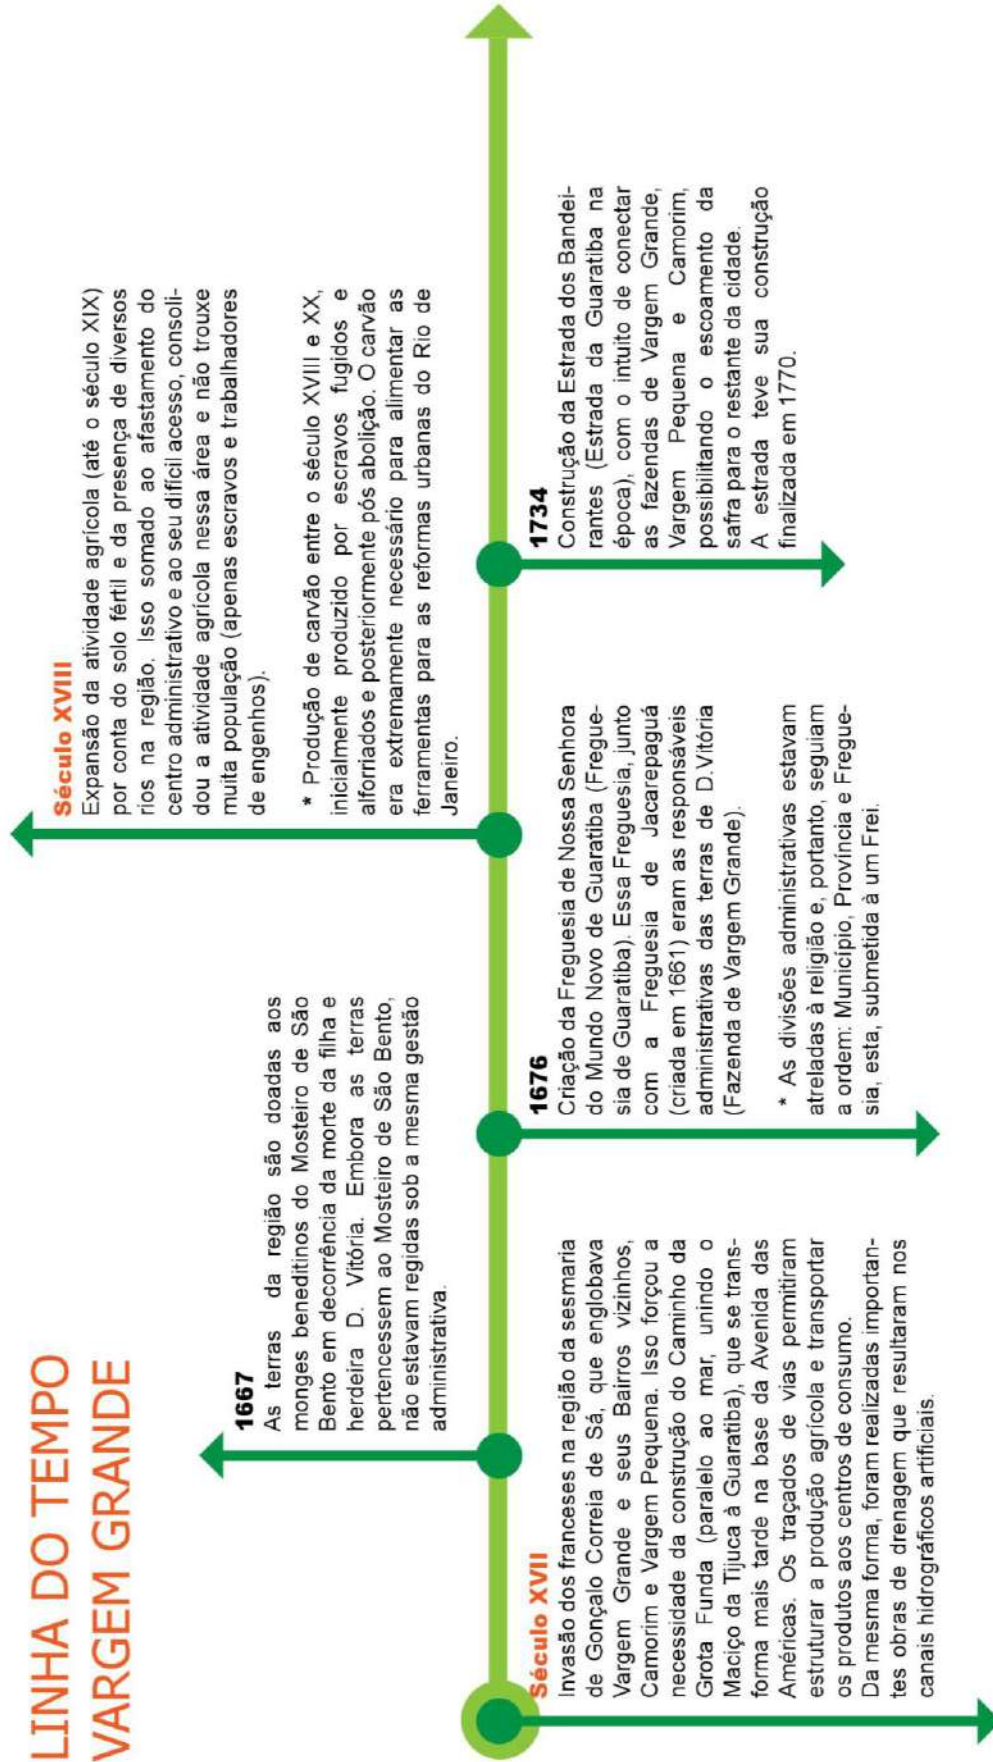 LINHA DO TEMPO
VARGEM GRANDE
Século XVII
Invasão dos franceses na região da sesmaria
de Gonçalo Correia de Sá, que englobava
Vargem Grande e seus Bairros vizinhos,
Camorim e Vargem Pequena. Isso forçou a
necessidade da construção do Caminho da
Grota Funda (paralelo ao mar, unindo o
Maciço da Tijuca à Guaratiba), que se trans-
forma mais tarde na base da Avenida das
Américas. Os traçados de vias permitiram
estruturar a produção agrícola e transportar
os produtos aos centros de consumo.
Da mesma forma, foram realizadas importan-
tes obras de drenagem que resultaram nos
canais hidrográficos artificiais.
1667
As terras da região são doadas aos
monges beneditinos do Mosteiro de São
Bento em decorrência da morte da filha e
herdeira D. Vitória. Embora as terras
pertencessem ao Mosteiro de São Bento,
não estavam regidas sob a mesma gestão
administrativa.
1676
Criação da Freguesia de Nossa Senhora
do Mundo Novo de Guaratiba (Fregue-
sia de Guaratiba). Essa Freguesia, junto
com a Freguesia de Jacarepaguá
(criada em 1661) eram as responsáveis
administrativas das terras de D.Vitória
(Fazenda de Vargem Grande).
* As divisões administrativas estavam
atreladas à religião e, portanto, seguiam
a ordem: Município, Província e Fregue-
sia, esta, submetida à um Frei.
Século XVIII
Expansão da atividade agrícola (até o século XIX)
por conta do solo fértil e da presença de diversos
rios na região. Isso somado ao afastamento do
centro administrativo e ao seu difícil acesso, consoli-
dou a atividade agrícola nessa área e não trouxe
muita população (apenas escravos e trabalhadores
de engenhos).
* Produção de carvão entre o século XVIII e XX,
inicialmente produzido por escravos fugidos e
alforriados e posteriormente pós abolição. O carvão
era extremamente necessário para alimentar as
ferramentas para as reformas urbanas do Rio de
Janeiro.
1734
Construção da Estrada dos Bandei-
rantes (Estrada da Guaratiba na
época), com o intuito de conectar
as fazendas de Vargem Grande,
Vargem Pequena e Camorim,
possibilitando o escoamento da
safra para o restante da cidade.
A estrada teve sua construção
finalizada em 1770.